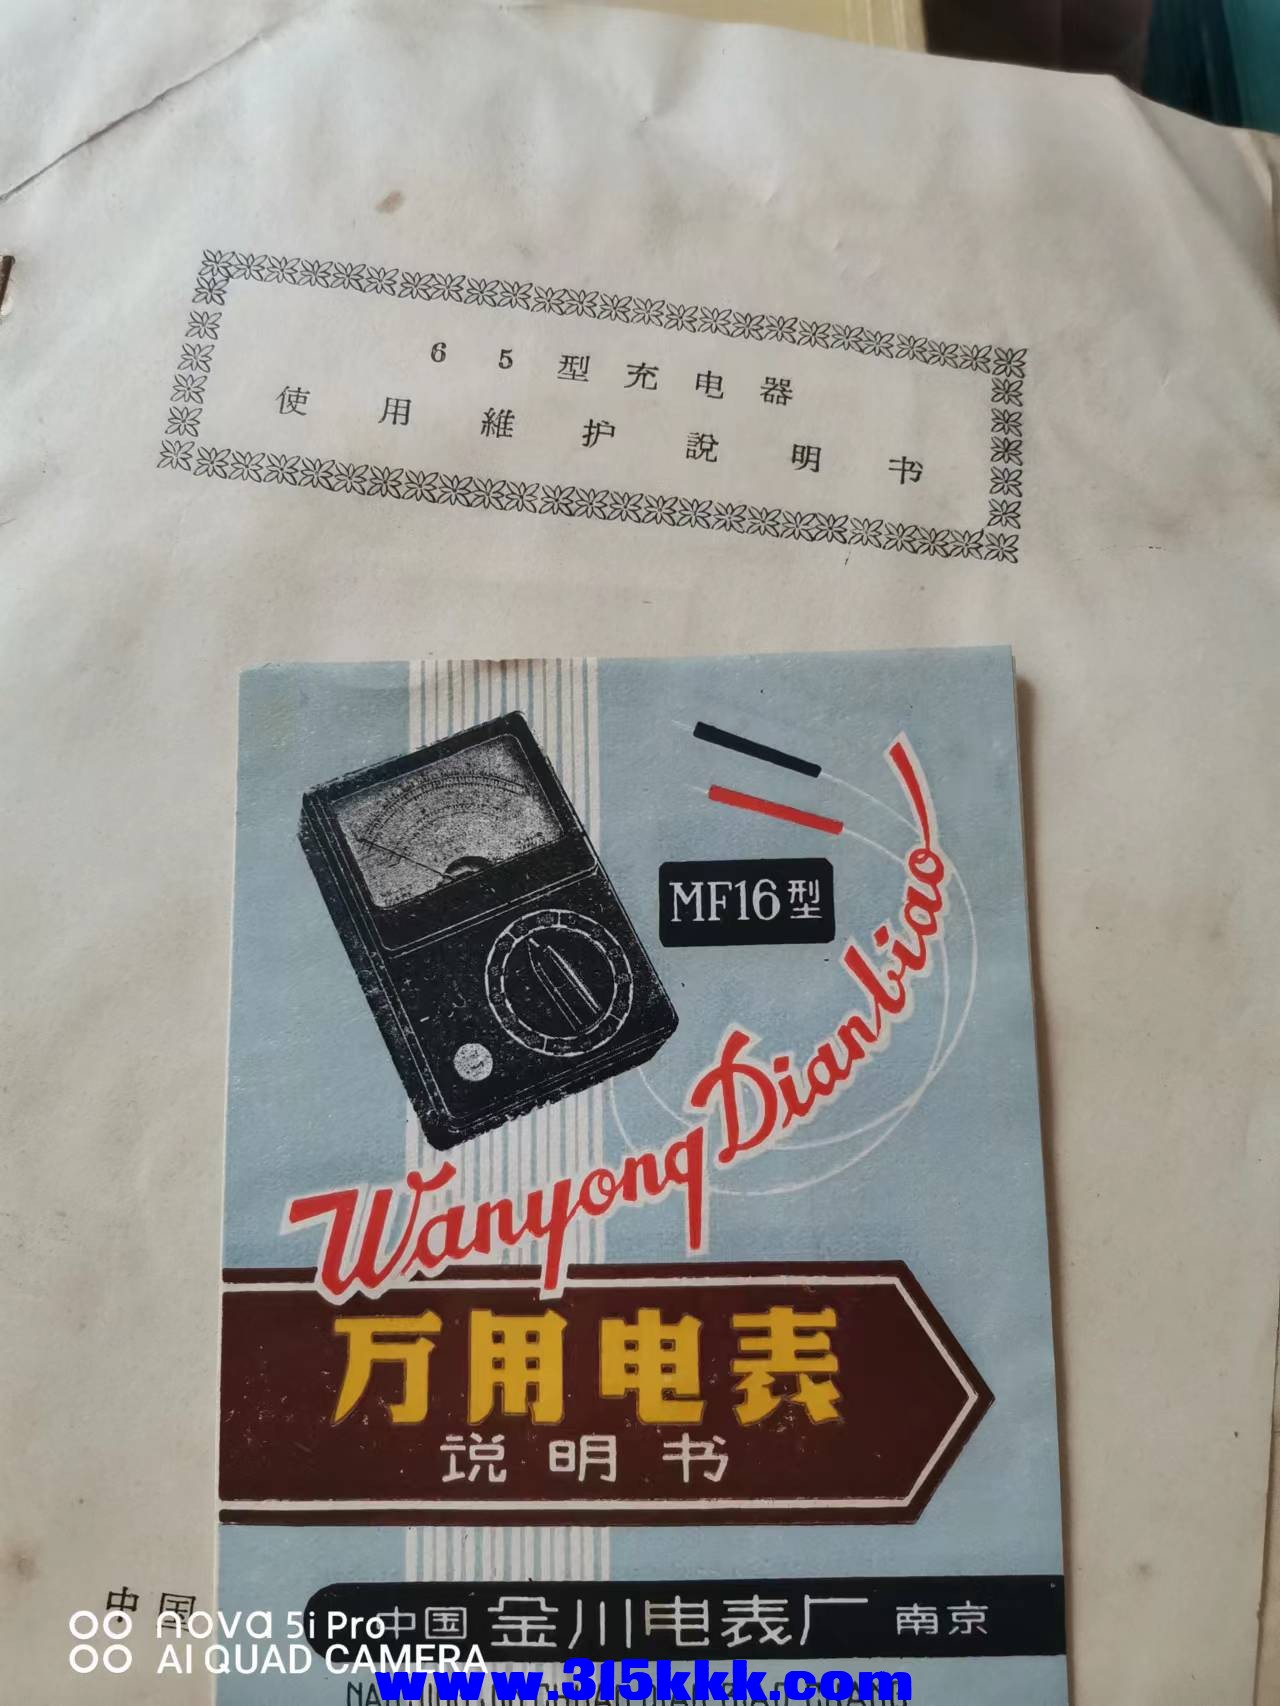 65型充电器
使用維护說明书
MF16型
Wanyong Dianbiao
万用电表
说明书
中国
中国 金川电表厂 南京
nova 5i Pro
AI QUAD CAMERA
www.315kkk.com